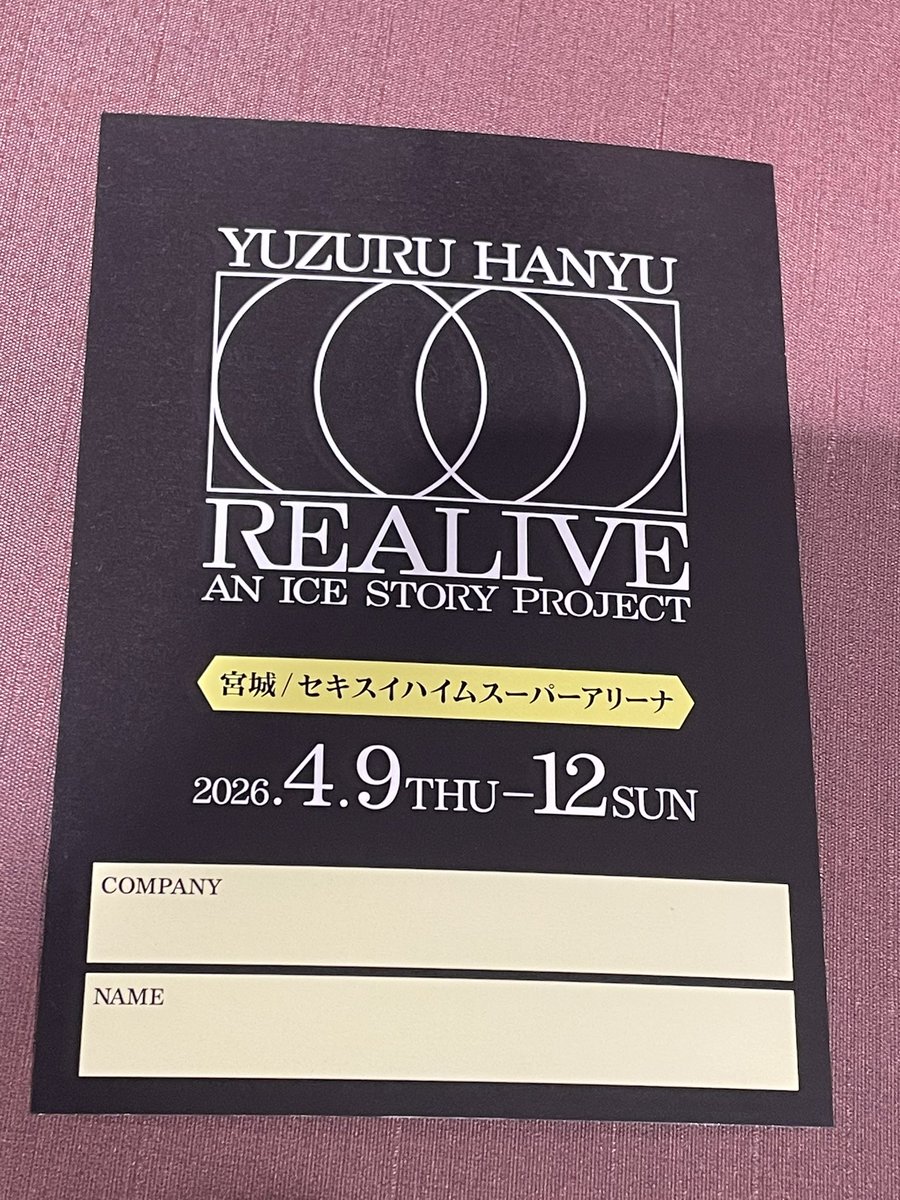 YUZURU HANYU
REALIVE
AN ICE STORY PROJECT
宮城/セキスイハイムスーパーアリーナ
2026.4.9THU–12SUN
COMPANY
NAME